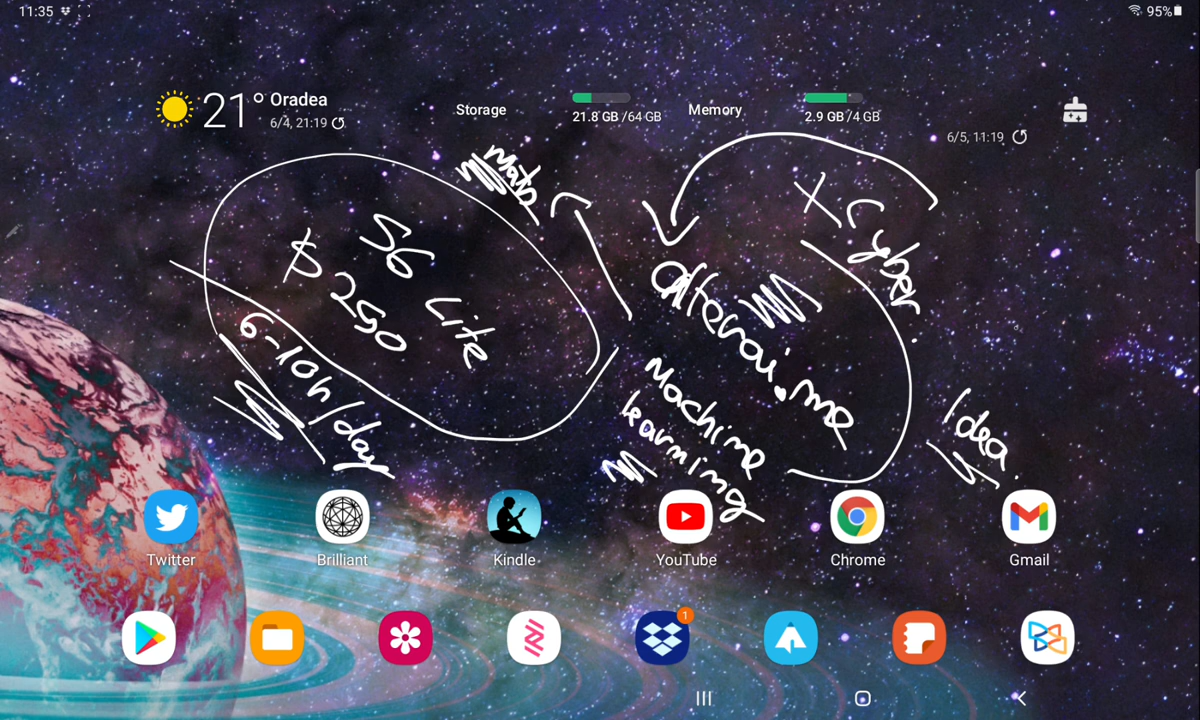 11:35
95%
21° Oradea
6/4, 21:19
Storage
21.8 GB /64 GB
Memory
2.9 GB /4 GB
6/5, 11:19
Math
+ Cyber.
S6 Lite
$ 250
6-10h/day
Machine
learning
Idea.
Twitter
Brilliant
Kindle
YouTube
Chrome
Gmail
1